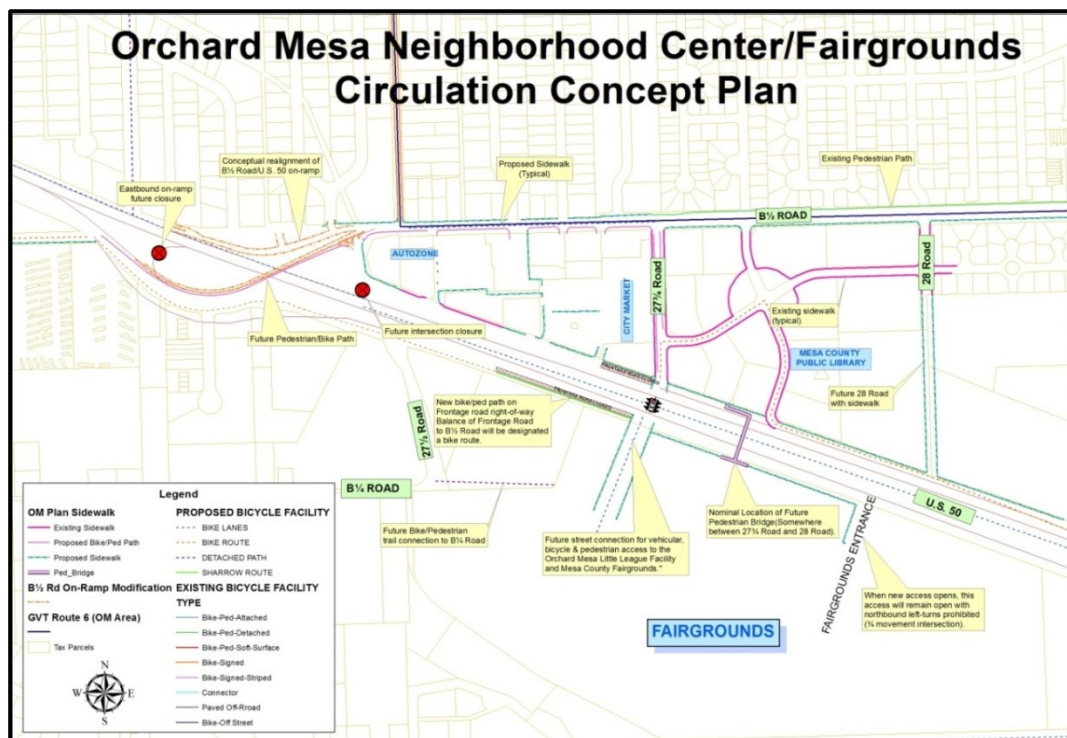 Orchard Mesa Neighborhood Center/Fairgrounds
Circulation Concept Plan
Conceptual realignment of
B½ Road/U.S. 50 on-ramp
Proposed Sidewalk
(Typical)
Existing Pedestrian Path
Eastbound on-ramp
future closure
B½ ROAD
AUTOZONE
CITY MARKET
27¾ Road
28 Road
Existing sidewalk
(typical)
Future Pedestrian/Bike Path
Future intersection closure
MESA COUNTY
PUBLIC LIBRARY
Future 28 Road
with sidewalk
New bike/ped path on
Frontage road right-of-way
Balance of Frontage Road
to B½ Road will be designated
a bike route.
27½ Road
B¼ ROAD
U.S. 50
Future Bike/Pedestrian
trail connection to B¼ Road
Future street connection for vehicular,
bicycle & pedestrian access to the
Orchard Mesa Little League Facility
and Mesa County Fairgrounds."
Nominal Location of Future
Pedestrian Bridge(Somewhere
between 27¾ Road and 28 Road).
FAIRGROUNDS ENTRANCE
When new access opens, this
access will remain open with
northbound left-turns prohibited
(¾ movement intersection).
FAIRGROUNDS
Legend
OM Plan Sidewalk
Existing Sidewalk
Proposed Bike/Ped Path
Proposed Sidewalk
Ped_Bridge
B½ Rd On-Ramp Modification
GVT Route 6 (OM Area)
Tax Parcels
N
W
E
S
PROPOSED BICYCLE FACILITY
BIKE LANES
BIKE ROUTE
DETACHED PATH
SHARROW ROUTE
EXISTING BICYCLE FACILITY
TYPE
Bike-Ped-Attached
Bike-Ped-Detached
Bike-Ped-Soft-Surface
Bike-Signed
Bike-Signed-Striped
Connector
Paved Off-Rroad
Bike-Off Street